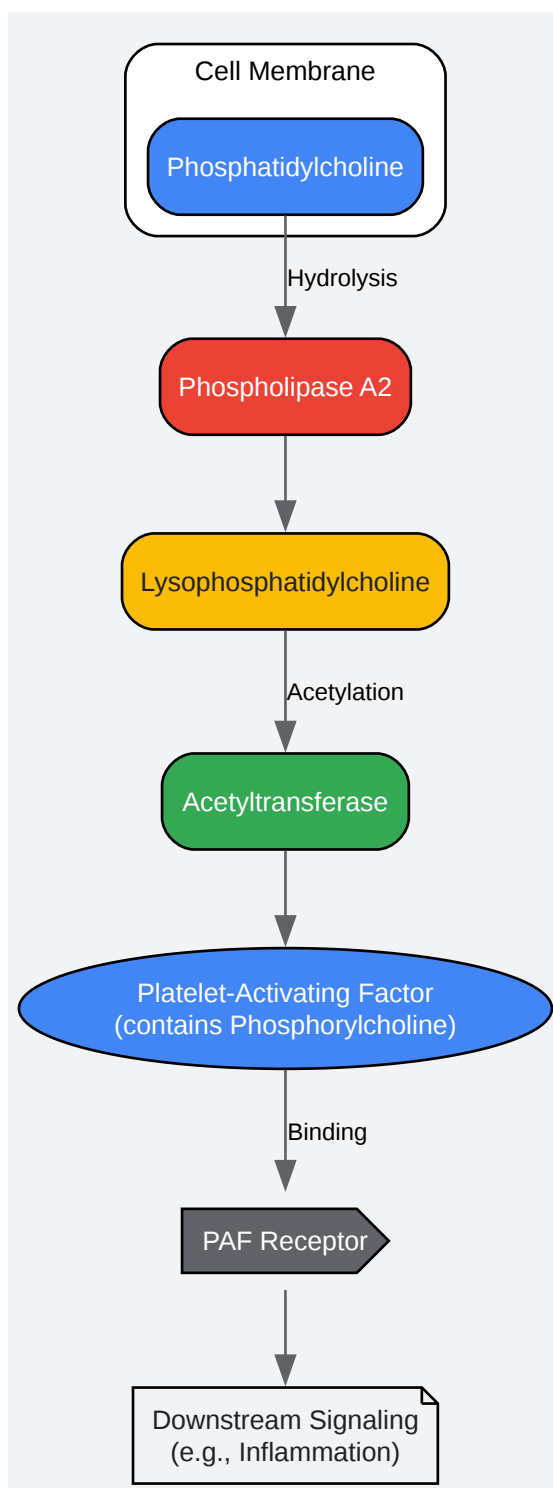 Cell Membrane
Phosphatidylcholine
Hydrolysis
Phospholipase A2
Lysophosphatidylcholine
Acetylation
Acetyltransferase
Platelet-Activating Factor
(contains Phosphorylcholine)
Binding
PAF Receptor
Downstream Signaling
(e.g., Inflammation)